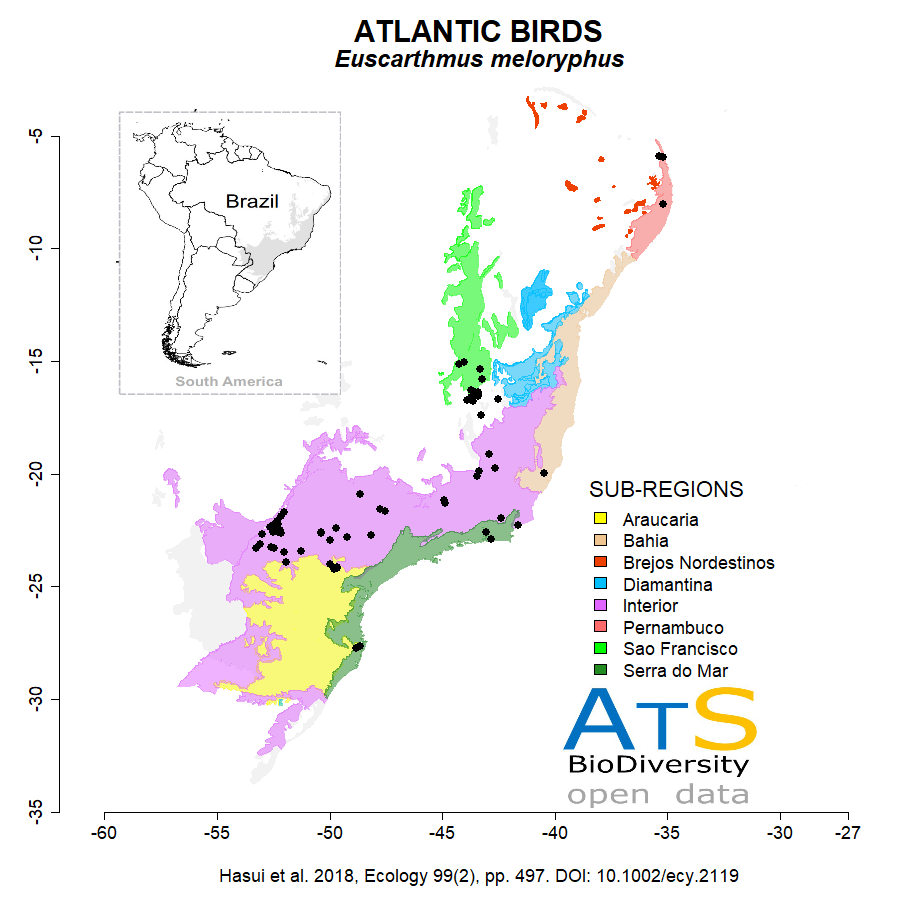 ATLANTIC BIRDS
Euscarthmus meloryphus
-5
-10
-15
-20
-25
-30
-35
Brazil
South America
SUB-REGIONS
Araucaria
Bahia
Brejos Nordestinos
Diamantina
Interior
Pernambuco
Sao Francisco
Serra do Mar
ATS
BioDiversity
open data
-60 -55 -50 -45 -40 -35 -30 -27
Hasui et al. 2018, Ecology 99(2), pp. 497. DOI: 10.1002/ecy.2119